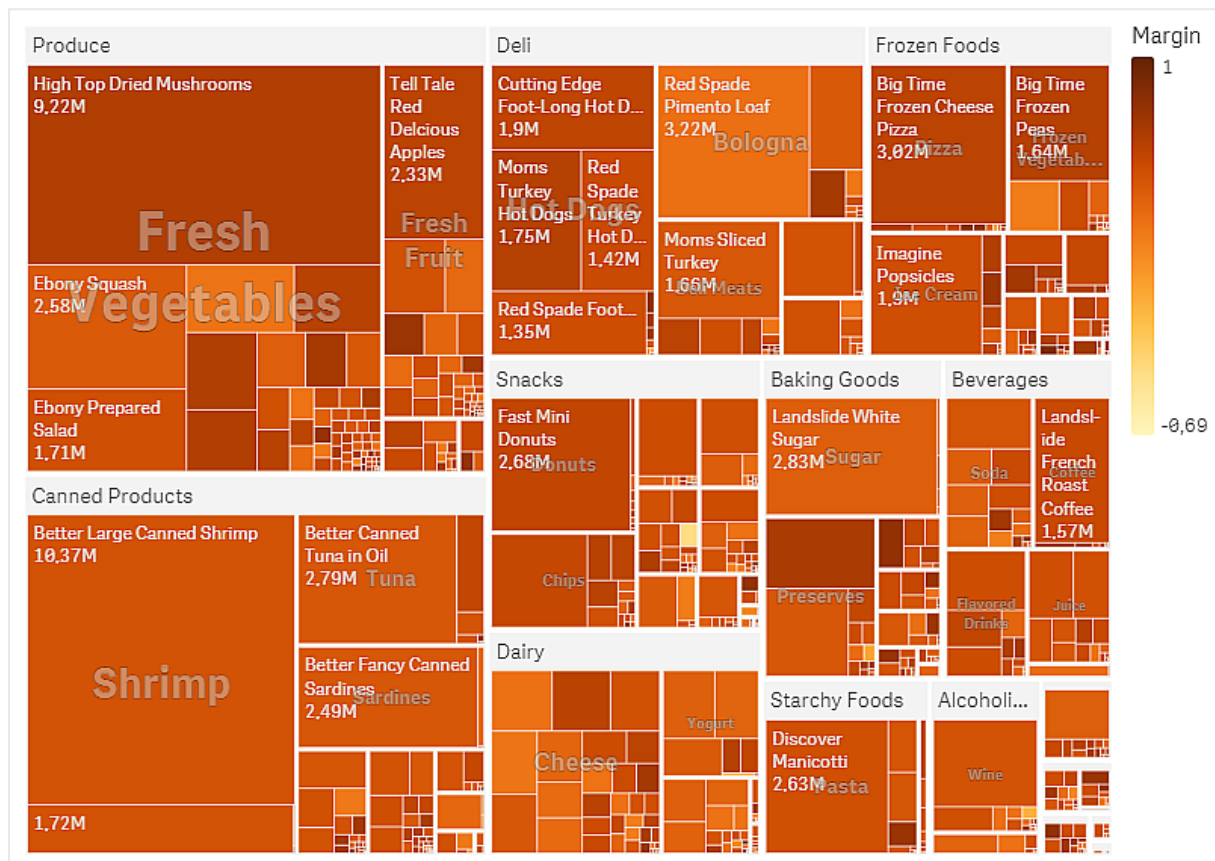 Produce
High Top Dried Mushrooms
9,22M
Tell Tale
Red
Delcious
Apples
2,33M
Fresh
Vegetables
Fresh
Fruit
Ebony Squash
2,58M
Ebony Prepared
Salad
1,71M
Canned Products
Better Large Canned Shrimp
10,37M
Shrimp
1,72M
Better Canned
Tuna in Oil
2,79M
Tuna
Better Fancy Canned
Sardines
2,49M
Sardines
Deli
Cutting Edge
Foot-Long Hot D...
1,9M
Moms
Turkey
Hot Dogs
1,75M
Red
Spade
Turkey
Hot D...
1,42M
Hot Dogs
Red Spade Foot...
1,35M
Red Spade
Pimento Loaf
3,22M
Bologna
Moms Sliced
Turkey
1,66M
Deli Meats
Frozen Foods
Big Time
Frozen Cheese
Pizza
3,02M
Pizza
Big Time
Frozen
Peas
1,64M
Frozen
Vegetab...
Imagine
Popsicles
1,9M
Ice Cream
Snacks
Fast Mini
Donuts
2,68M
Donuts
Chips
Dairy
Cheese
Yogurt
Baking Goods
Landslide White
Sugar
2,83M
Sugar
Preserves
Beverages
Soda
Landsl-
ide
French
Roast
Coffee
1,57M
Coffee
Flavored
Drinks
Juice
Starchy Foods
Discover
Manicotti
2,63M
Pasta
Alcoholi...
Wine
Margin
1
-0,69